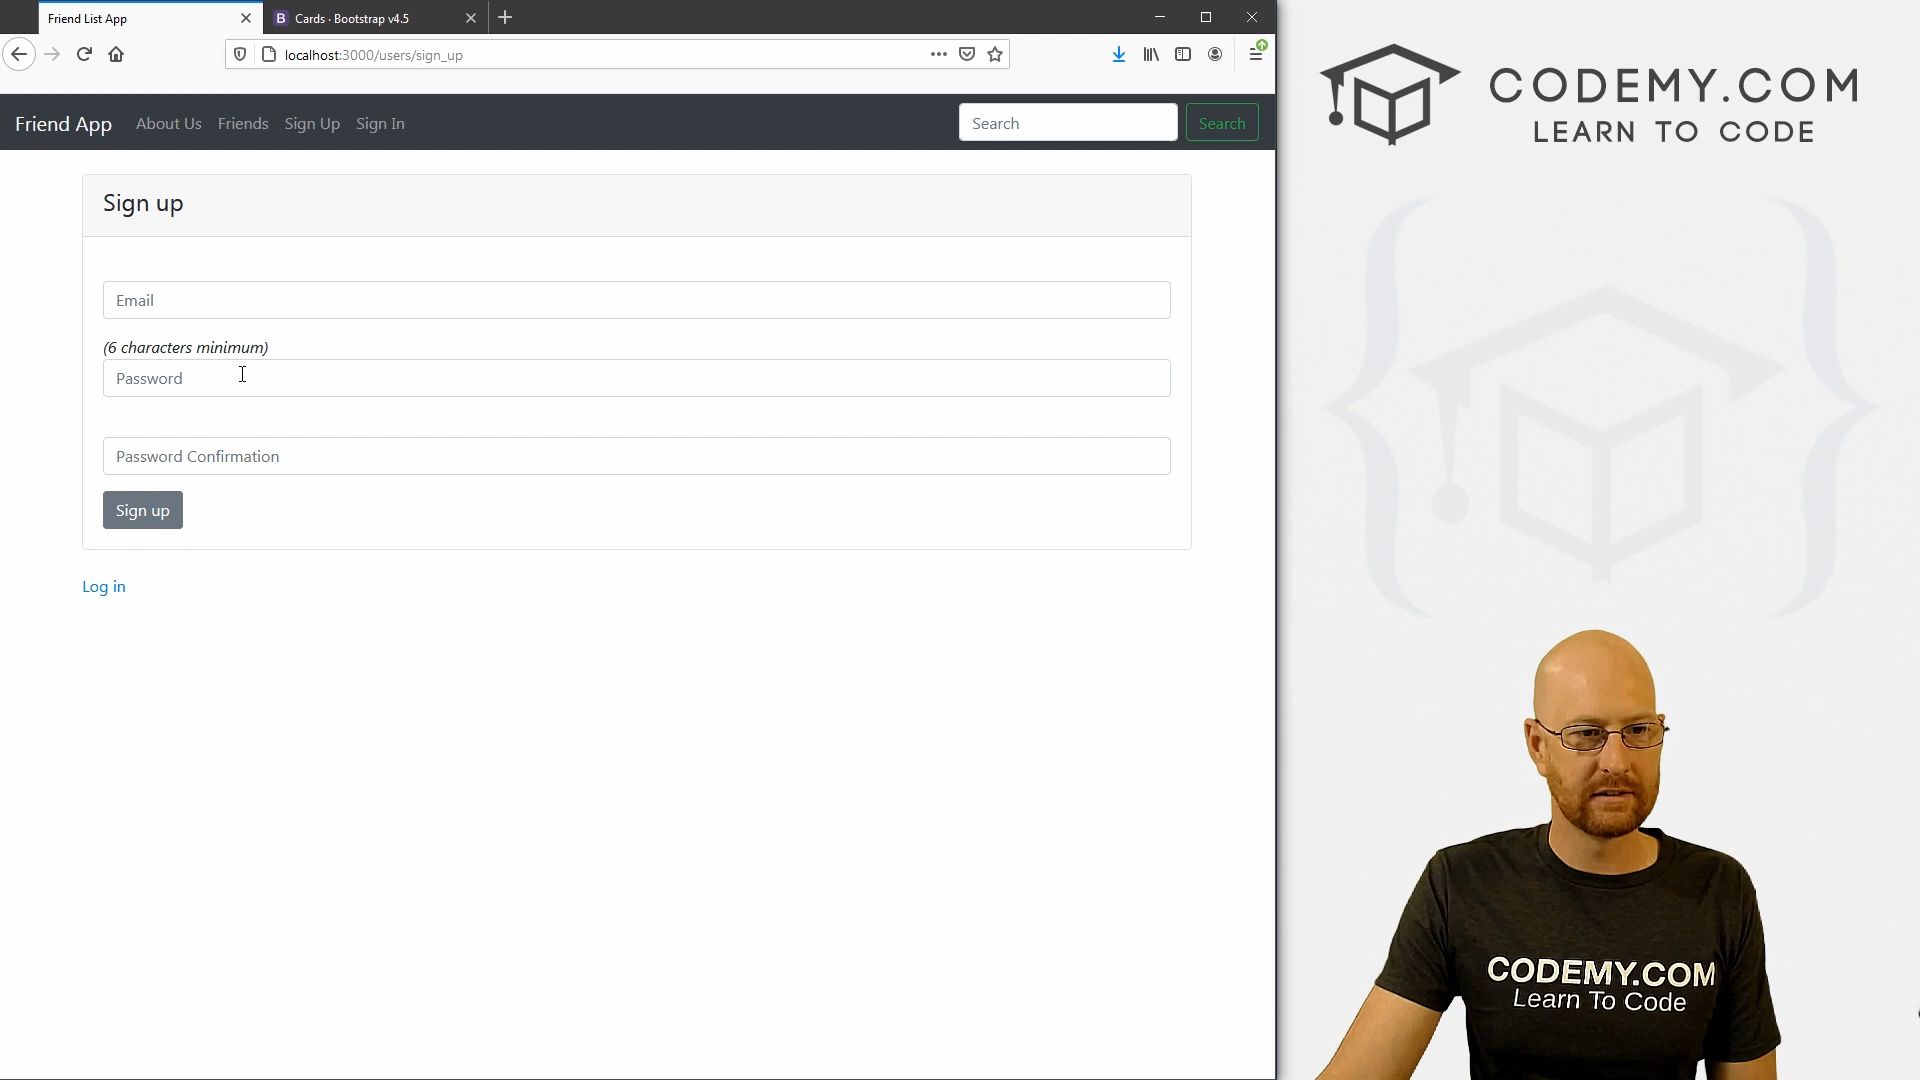 Friend List App
B Cards · Bootstrap v4.5
localhost:3000/users/sign_up
Friend App
About Us
Friends
Sign Up
Sign In
Search
Search
Sign up
Email
(6 characters minimum)
Password
Password Confirmation
Sign up
Log in
CODEMY.COM
LEARN TO CODE
CODEMY.COM
Learn To Code